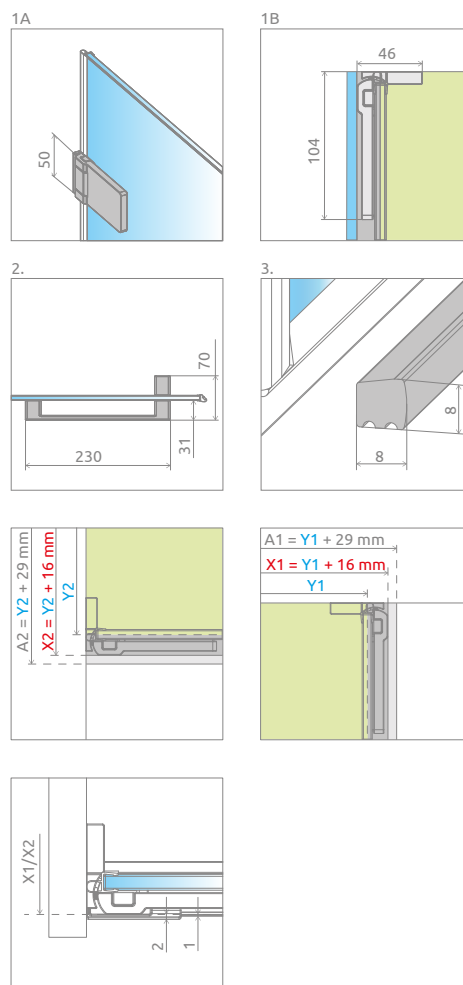 1A
50
1B
46
104
2.
70
31
230
3.
8
8
A2 = Y2 + 29 mm
X2 = Y2 + 16 mm
Y2
A1 = Y1 + 29 mm
X1 = Y1 + 16 mm
Y1
X1/X2
2
1